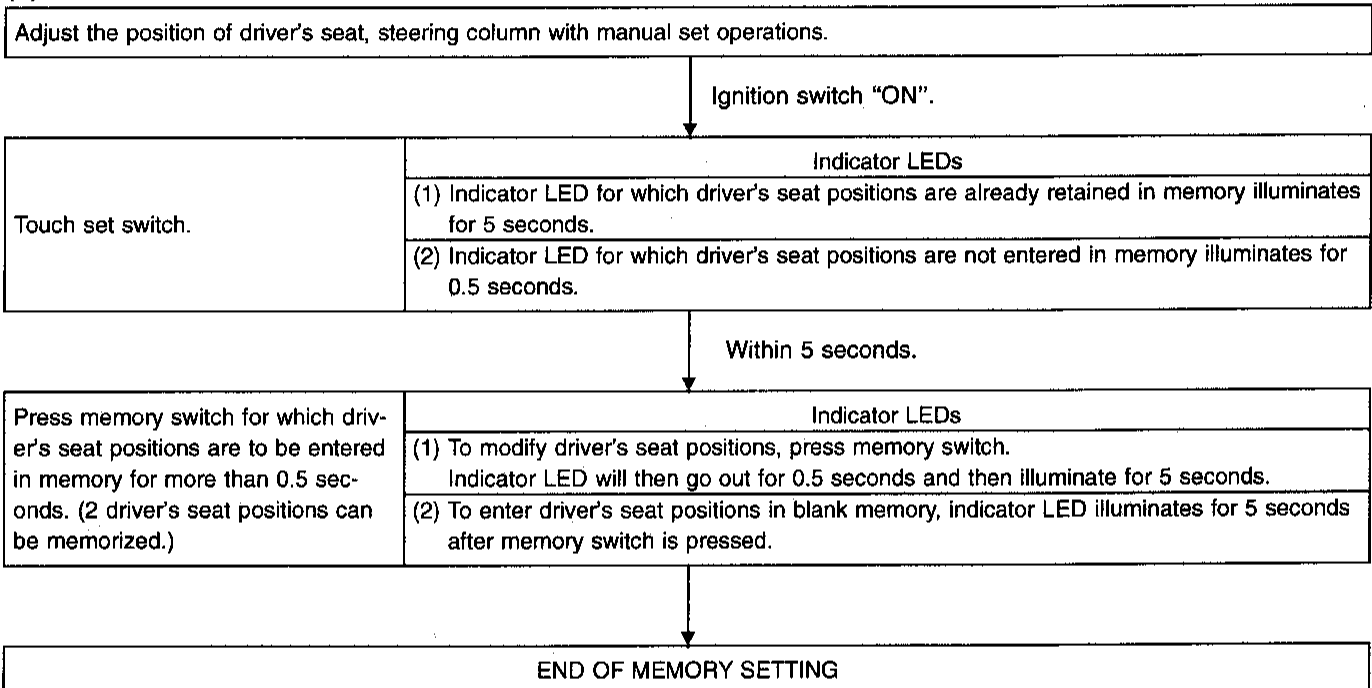 Adjust the position of driver's seat, steering column with manual set operations.
Ignition switch "ON".
Touch set switch.
Indicator LEDs
(1) Indicator LED for which driver's seat positions are already retained in memory illuminates
for 5 seconds.
(2) Indicator LED for which driver's seat positions are not entered in memory illuminates for
0.5 seconds.
Within 5 seconds.
Press memory switch for which driv-
er's seat positions are to be entered
in memory for more than 0.5 sec-
onds. (2 driver's seat positions can
be memorized.)
Indicator LEDs
(1) To modify driver's seat positions, press memory switch.
Indicator LED will then go out for 0.5 seconds and then illuminate for 5 seconds.
(2) To enter driver's seat positions in blank memory, indicator LED illuminates for 5 seconds
after memory switch is pressed.
END OF MEMORY SETTING